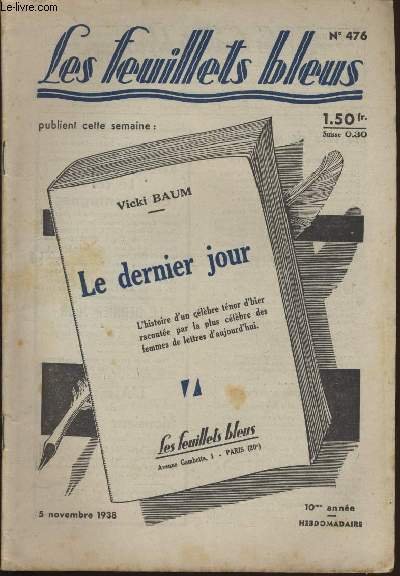 Le-livre.com
N° 476
Les feuillets bleus
publient cette semaine :
1.50 fr.
Suisse 0.30
Vicki BAUM
Le dernier jour
L'histoire d'un célèbre ténor d'hier
racontée par la plus célèbre des
femmes de lettres d'aujourd'hui.
Les feuillets bleus
Avenue Gambetta, 1 - PARIS (20e)
5 novembre 1938
10me année
HEBDOMADAIRE